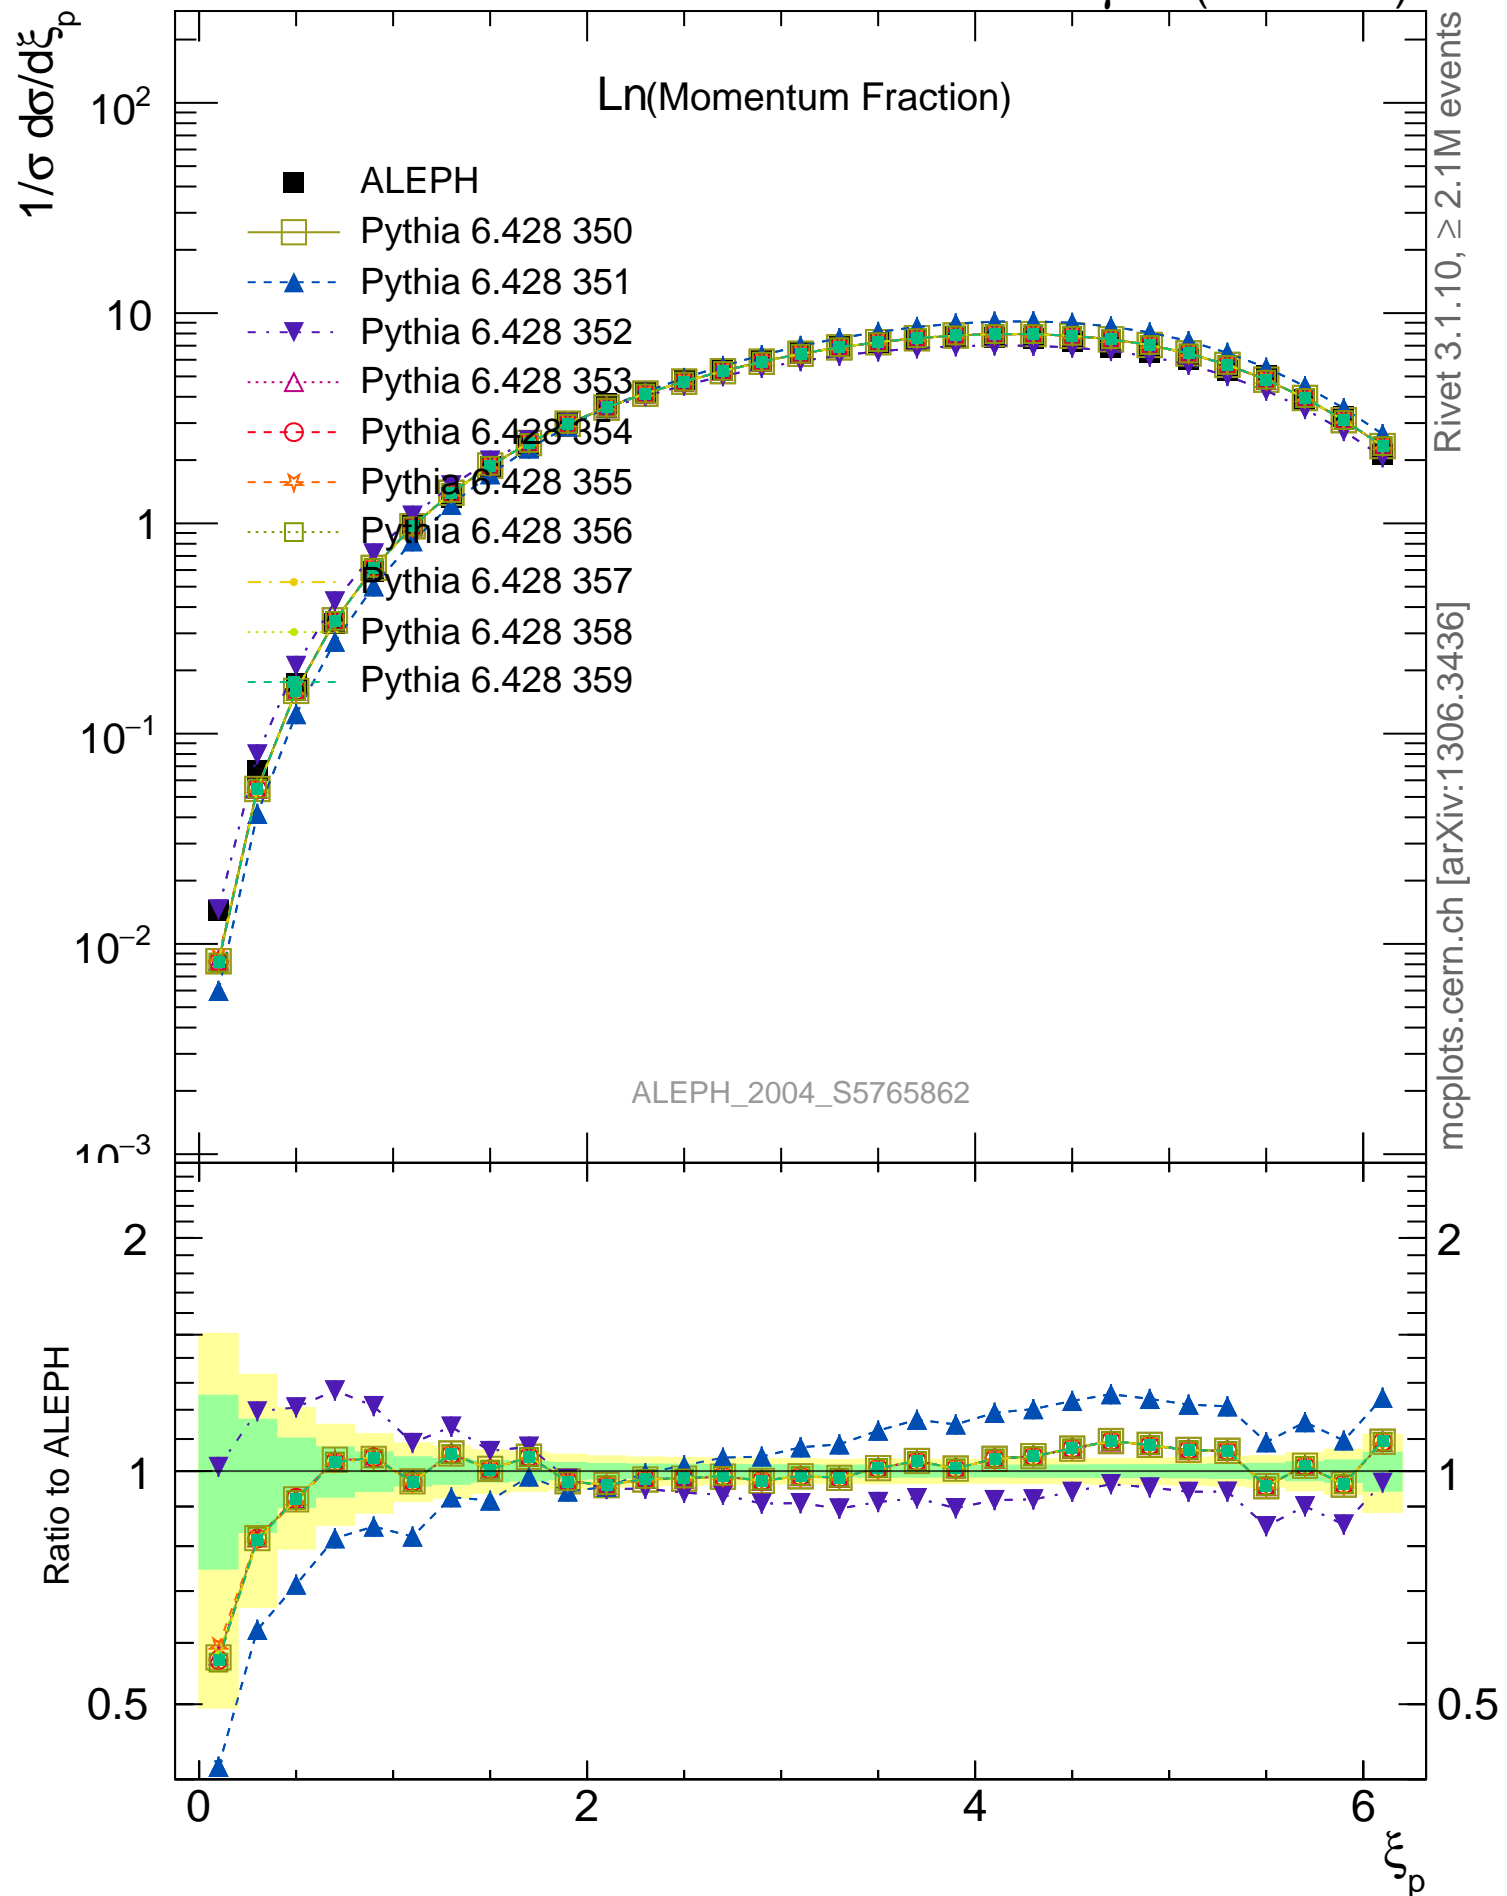 1/σ dσ/dξp
Ln(Momentum Fraction)
10²
10
1
10⁻¹
10⁻²
10⁻³
ALEPH
Pythia 6.428 350
Pythia 6.428 351
Pythia 6.428 352
Pythia 6.428 353
Pythia 6.428 354
Pythia 6.428 355
Pythia 6.428 356
Pythia 6.428 357
Pythia 6.428 358
Pythia 6.428 359
ALEPH_2004_S5765862
Rivet 3.1.10, ≥ 2.1M events
mcplots.cern.ch [arXiv:1306.3436]
Ratio to ALEPH
2
1
0.5
2
1
0.5
0 2 4 6
ξp